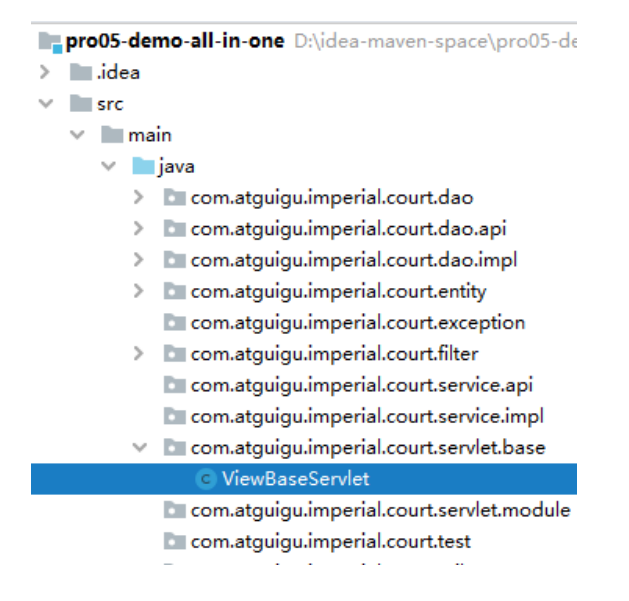 pro05-demo-all-in-one D:\idea-maven-space\pro05-de
.idea
src
main
java
com.atguigu.imperial.court.dao
com.atguigu.imperial.court.dao.api
com.atguigu.imperial.court.dao.impl
com.atguigu.imperial.court.entity
com.atguigu.imperial.court.exception
com.atguigu.imperial.court.filter
com.atguigu.imperial.court.service.api
com.atguigu.imperial.court.service.impl
com.atguigu.imperial.court.servlet.base
C ViewBaseServlet
com.atguigu.imperial.court.servlet.module
com.atguigu.imperial.court.test